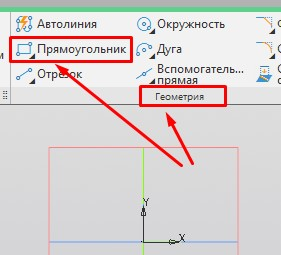 Автолиния Окружность
Прямоугольник Дуга
Отрезок Вспомогатель...
прямая
Геометрия
Y
X